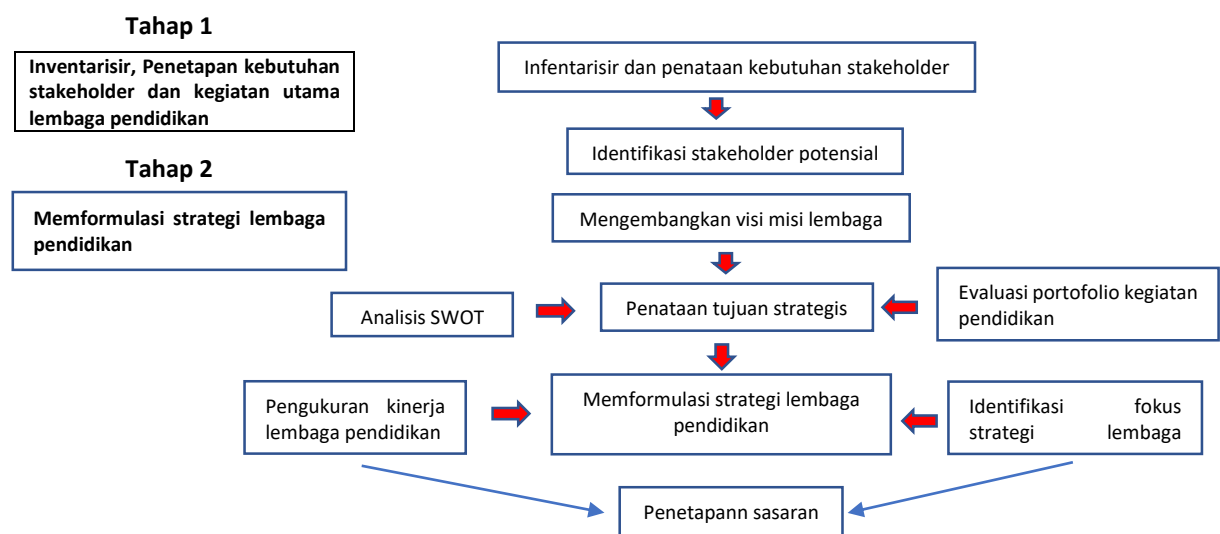 Tahap 1
Inventarisir, Penetapan kebutuhan
stakeholder dan kegiatan utama
lembaga pendidikan
Infentarisir dan penataan kebutuhan stakeholder
Identifikasi stakeholder potensial
Tahap 2
Memformulasi strategi lembaga
pendidikan
Mengembangkan visi misi lembaga
Analisis SWOT
Penataan tujuan strategis
Evaluasi portofolio kegiatan
pendidikan
Pengukuran kinerja
lembaga pendidikan
Memformulasi strategi lembaga
pendidikan
Identifikasi fokus
strategi lembaga
Penetapann sasaran